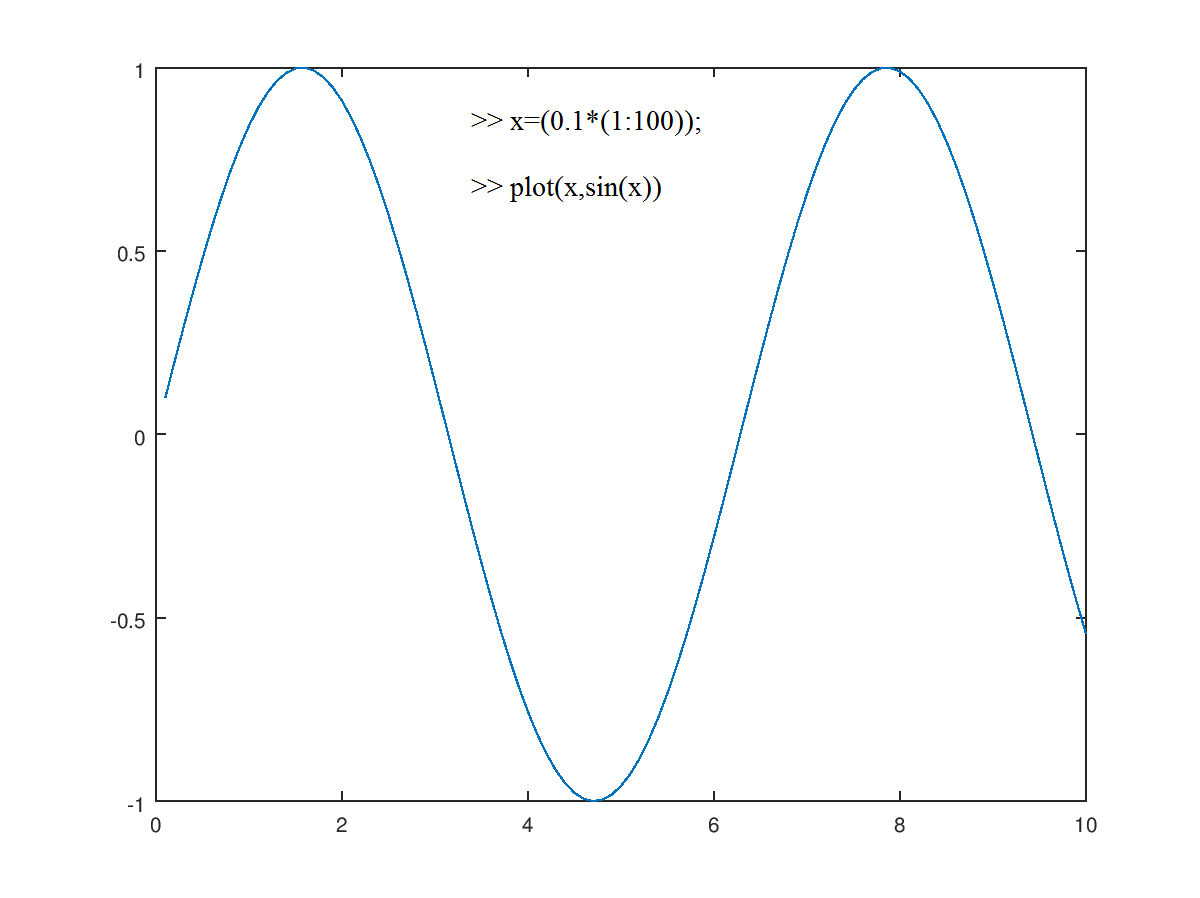 1
>> x=(0.1*(1:100));
>> plot(x,sin(x))
0.5
0
-0.5
-1
0 2 4 6 8 10